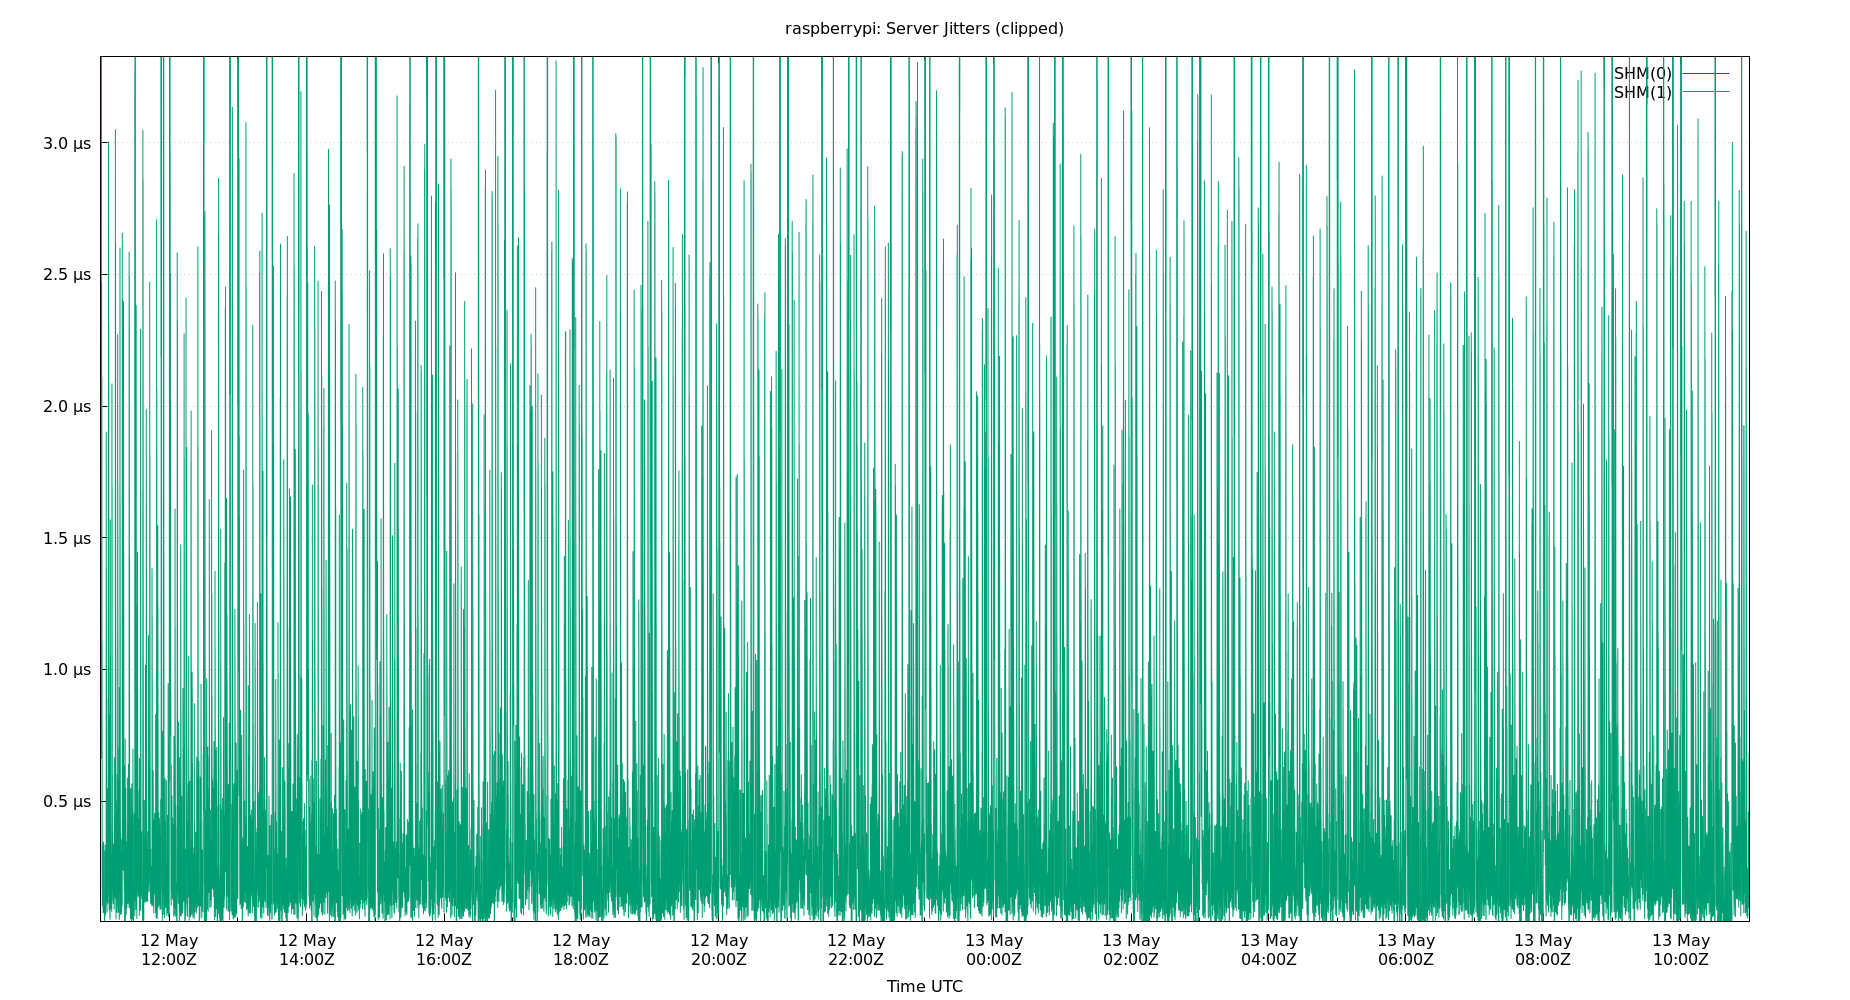 raspberrypi: Server Jitters (clipped)
SHM(0)
SHM(1)
3.0 µs
2.5 µs
2.0 µs
1.5 µs
1.0 µs
0.5 µs
12 May 12 May 12 May 12 May 12 May 12 May 13 May 13 May 13 May 13 May 13 May 13 May
12:00Z 14:00Z 16:00Z 18:00Z 20:00Z 22:00Z 00:00Z 02:00Z 04:00Z 06:00Z 08:00Z 10:00Z
Time UTC